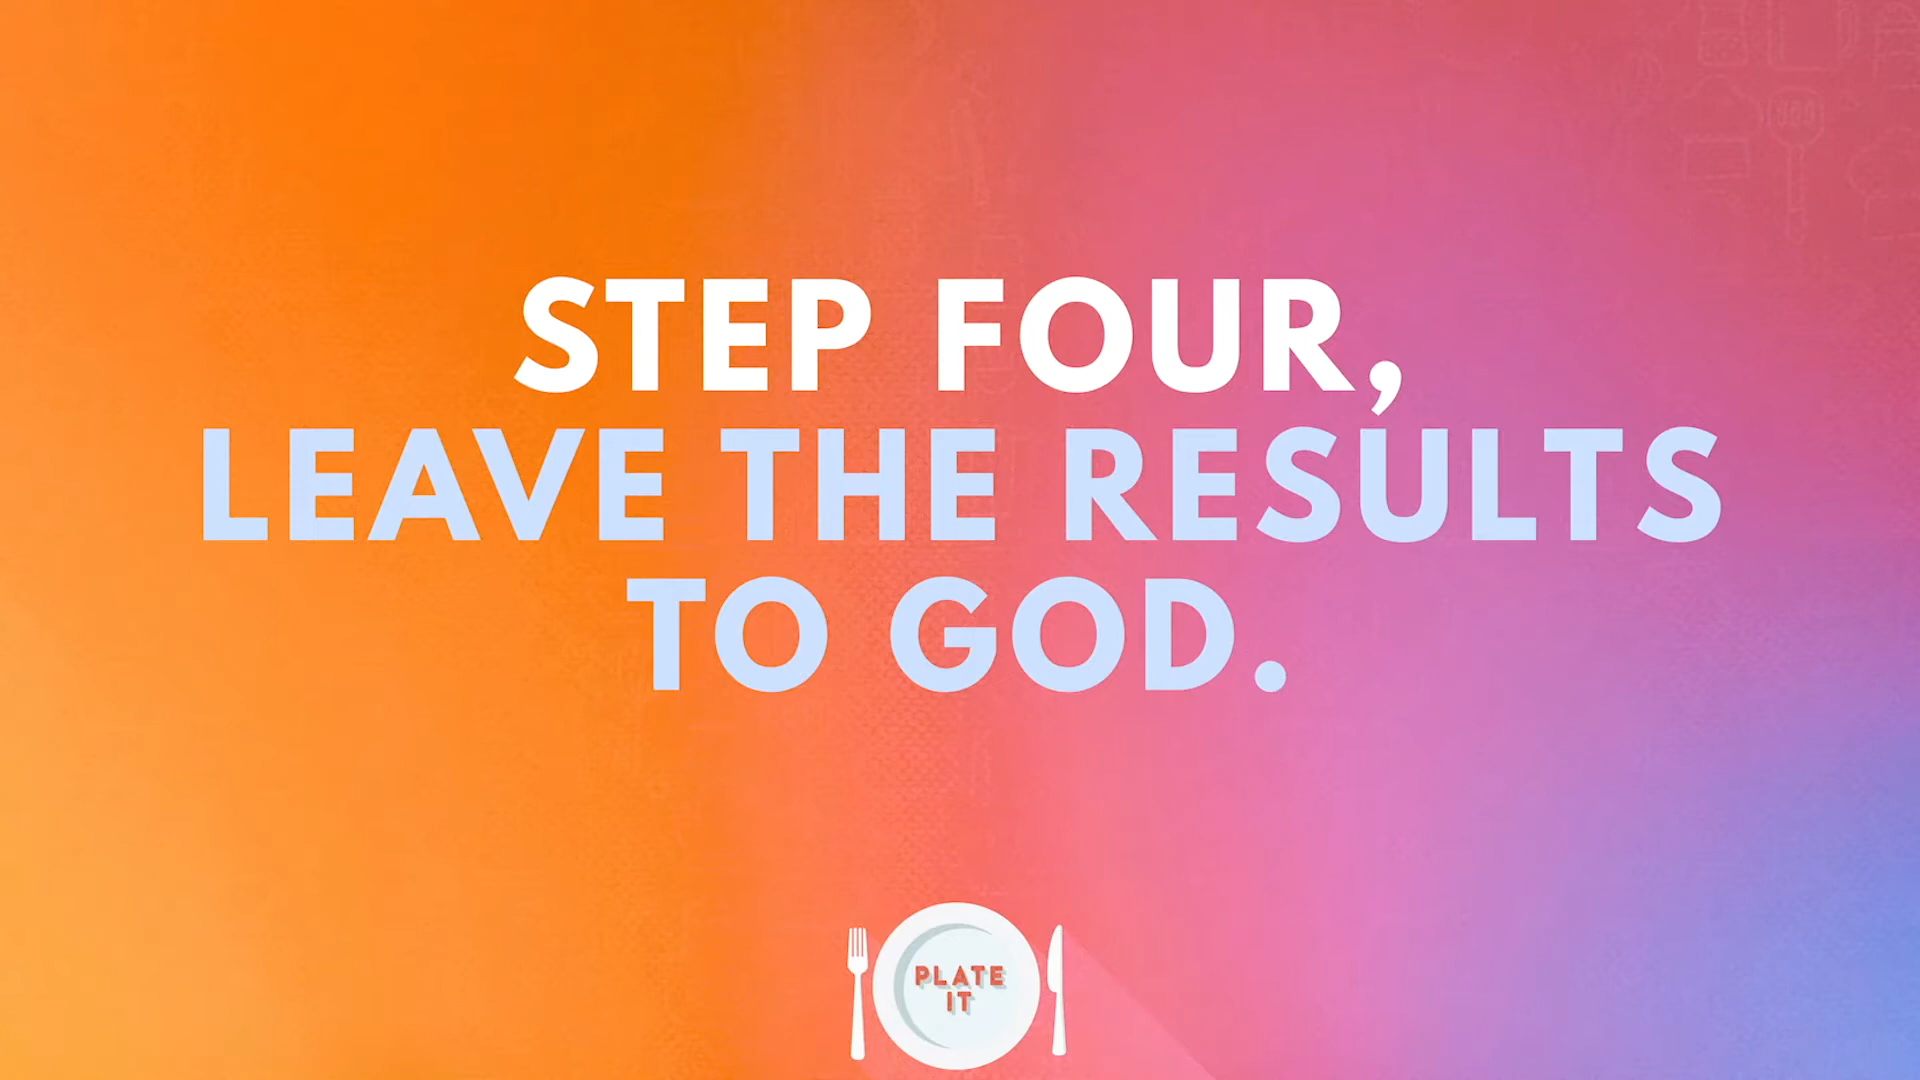 STEP FOUR,
LEAVE THE RESULTS
TO GOD.
PLATE
IT